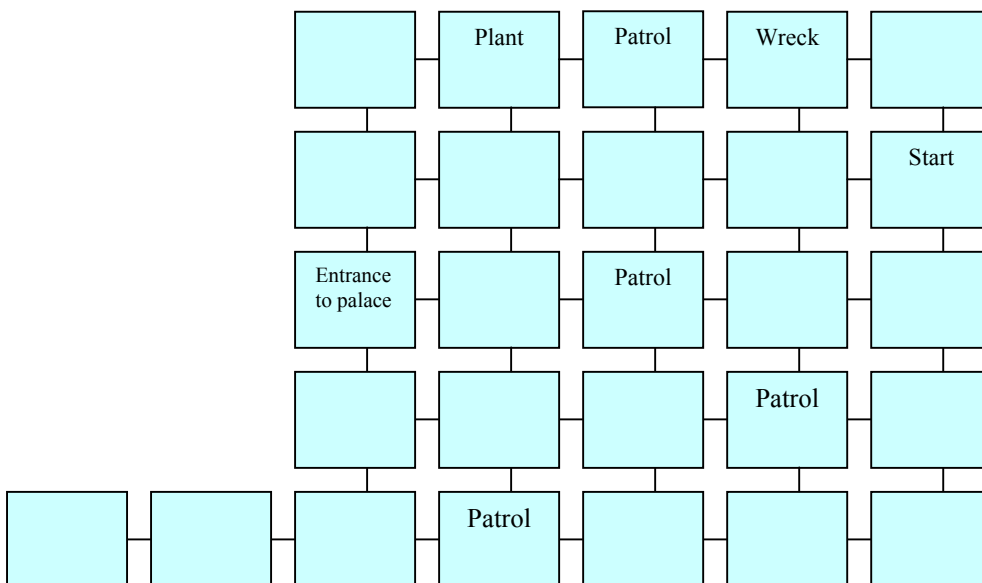 Plant
Patrol
Wreck
Start
Entrance
to palace
Patrol
Patrol
Patrol